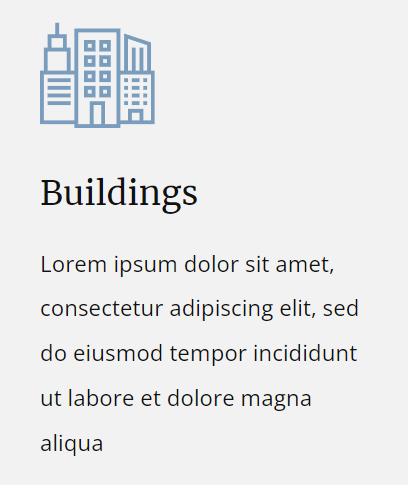 Buildings
Lorem ipsum dolor sit amet,
consectetur adipiscing elit, sed
do eiusmod tempor incididunt
ut labore et dolore magna
aliqua